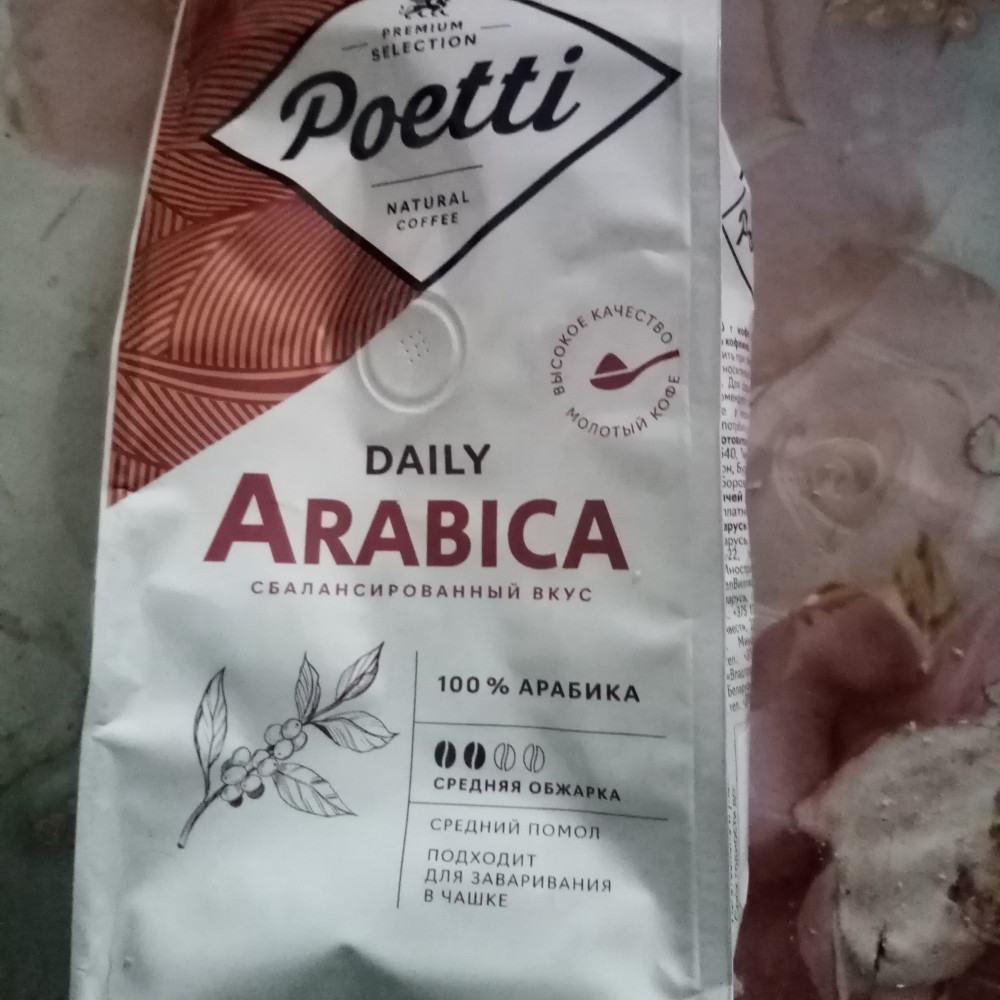 PREMIUM
SELECTION
Poetti
NATURAL
COFFEE
ВЫСОКОЕ КАЧЕСТВО
МОЛОТЫЙ КОФЕ
DAILY
ARABICA
СБАЛАНСИРОВАННЫЙ ВКУС
100 % АРАБИКА
СРЕДНЯЯ ОБЖАРКА
СРЕДНИЙ ПОМОЛ
ПОДХОДИТ
ДЛЯ ЗАВАРИВАНИЯ
В ЧАШКЕ